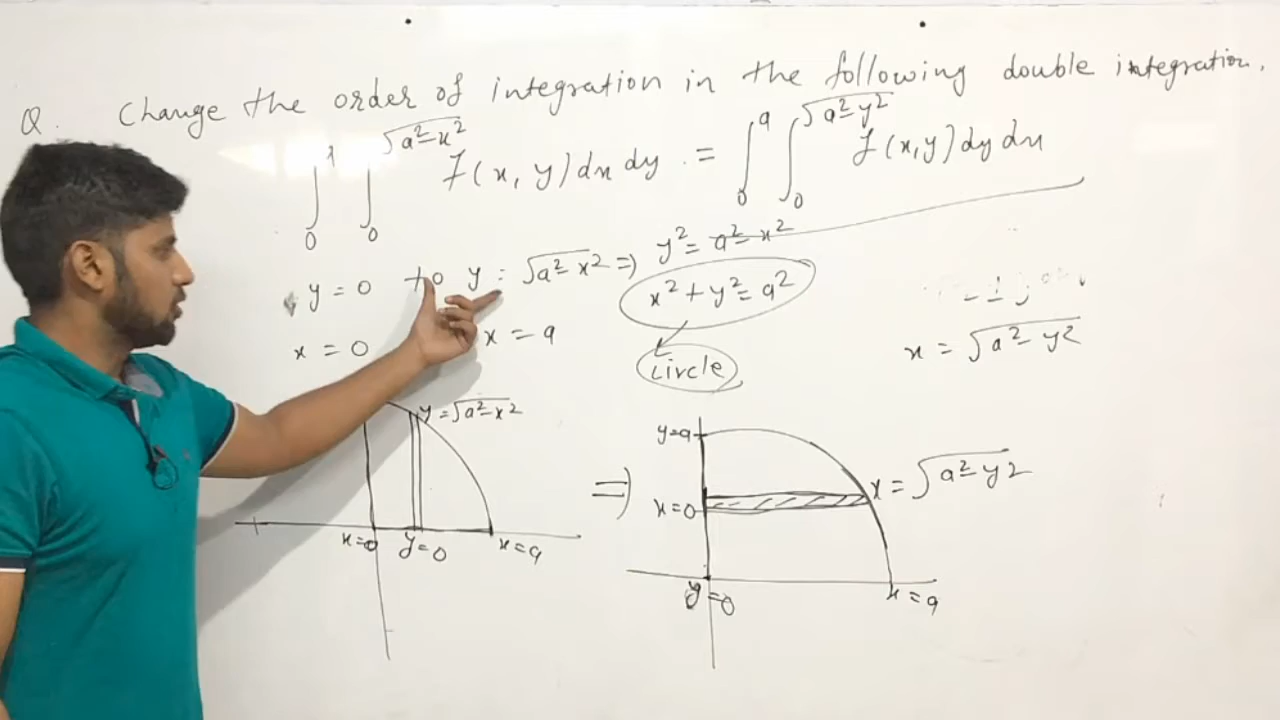 Q. Change the order of integration in the following double integration.
∫₀¹ ∫₀^√a²-x² f(x, y) dx dy = ∫₀^a ∫₀^√a²-y² f(x,y) dy dx
y = 0 to y = √a²-x² ⇒ y² = a²-x²
x² + y² = a²
x = 0 x = a
Circle
x = √a²-y²
y = √a²-x²
x=0 y=0 x=a
⇒
y=a
x=0
x = √a²-y²
y=0 x=a